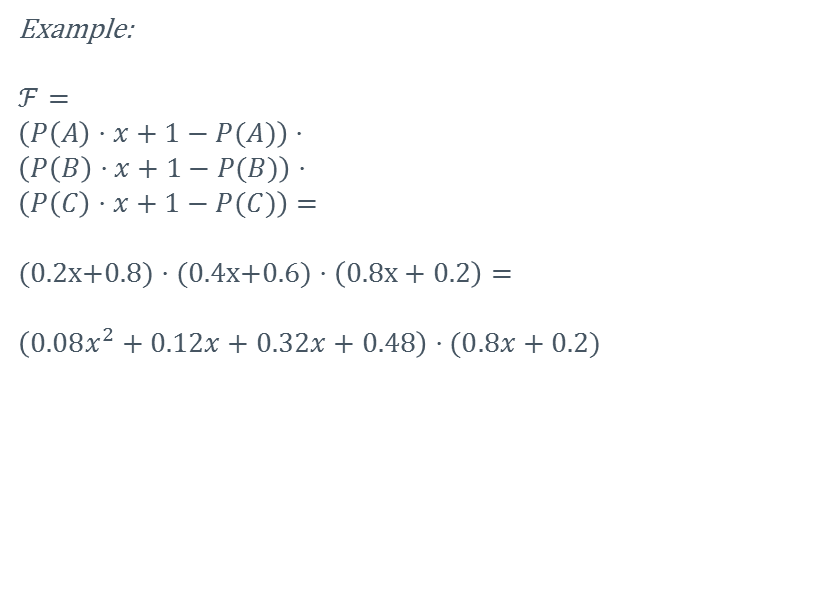 Example:
ℱ =
(P(A) · x + 1 − P(A)) ·
(P(B) · x + 1 − P(B)) ·
(P(C) · x + 1 − P(C)) =
(0.2x+0.8) · (0.4x+0.6) · (0.8x + 0.2) =
(0.08x² + 0.12x + 0.32x + 0.48) · (0.8x + 0.2)